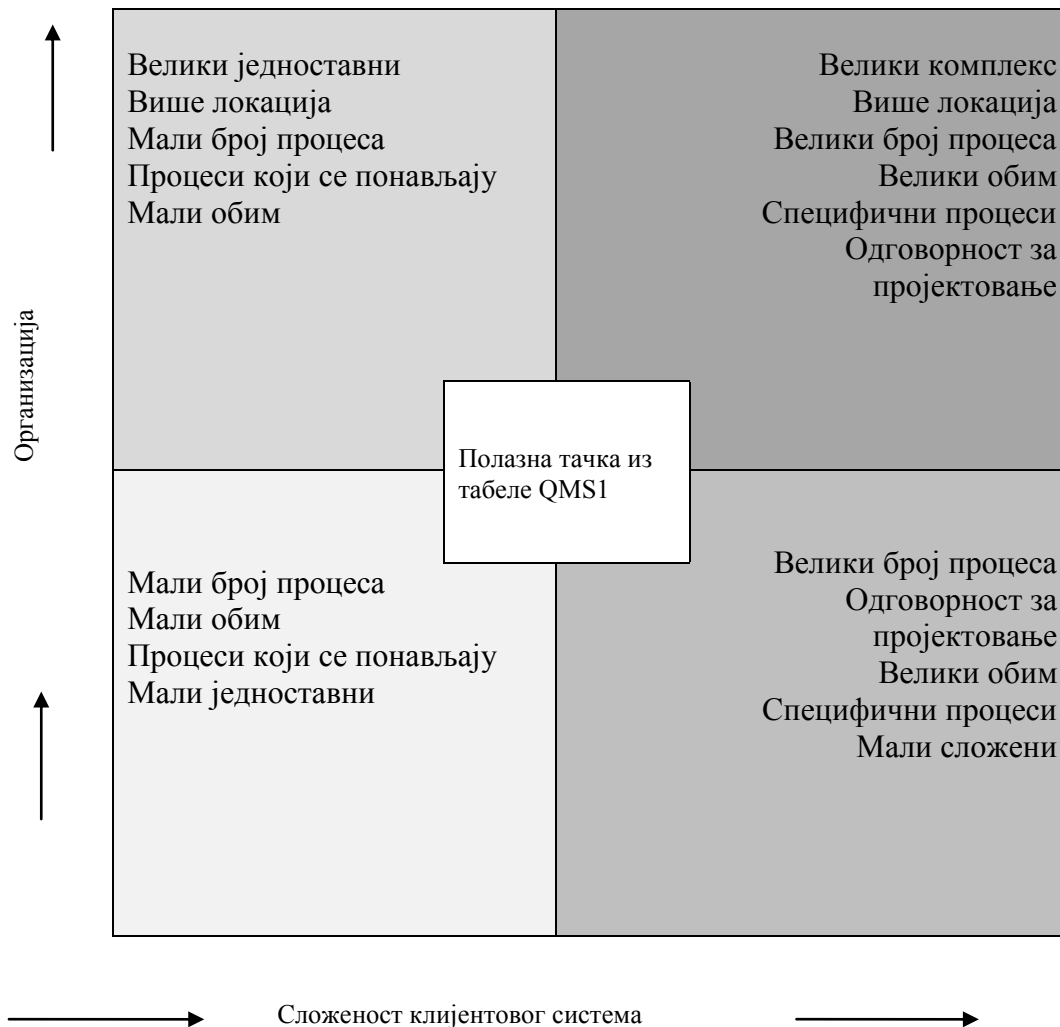 Велики једноставни
Више локација
Мали број процеса
Процеси који се понављају
Мали обим
Велики комплекс
Више локација
Велики број процеса
Велики обим
Специфични процеси
Одговорност за
пројектовање
Организација
Полазна тачка из
табеле QMS1
Мали број процеса
Мали обим
Процеси који се понављају
Мали једноставни
Велики број процеса
Одговорност за
пројектовање
Велики обим
Специфични процеси
Мали сложени
Сложеност клијентовог система